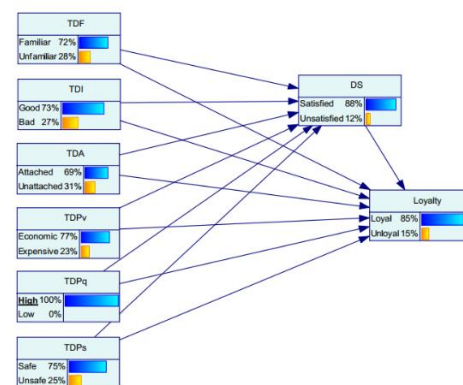 TDF
Familiar 72%
Unfamiliar 28%
TDI
Good 73%
Bad 27%
TDA
Attached 69%
Unattached 31%
TDPv
Economic 77%
Expensive 23%
TDPq
High 100%
Low 0%
TDPs
Safe 75%
Unsafe 25%
DS
Satisfied 88%
Unsatisfied 12%
Loyalty
Loyal 85%
Unloyal 15%